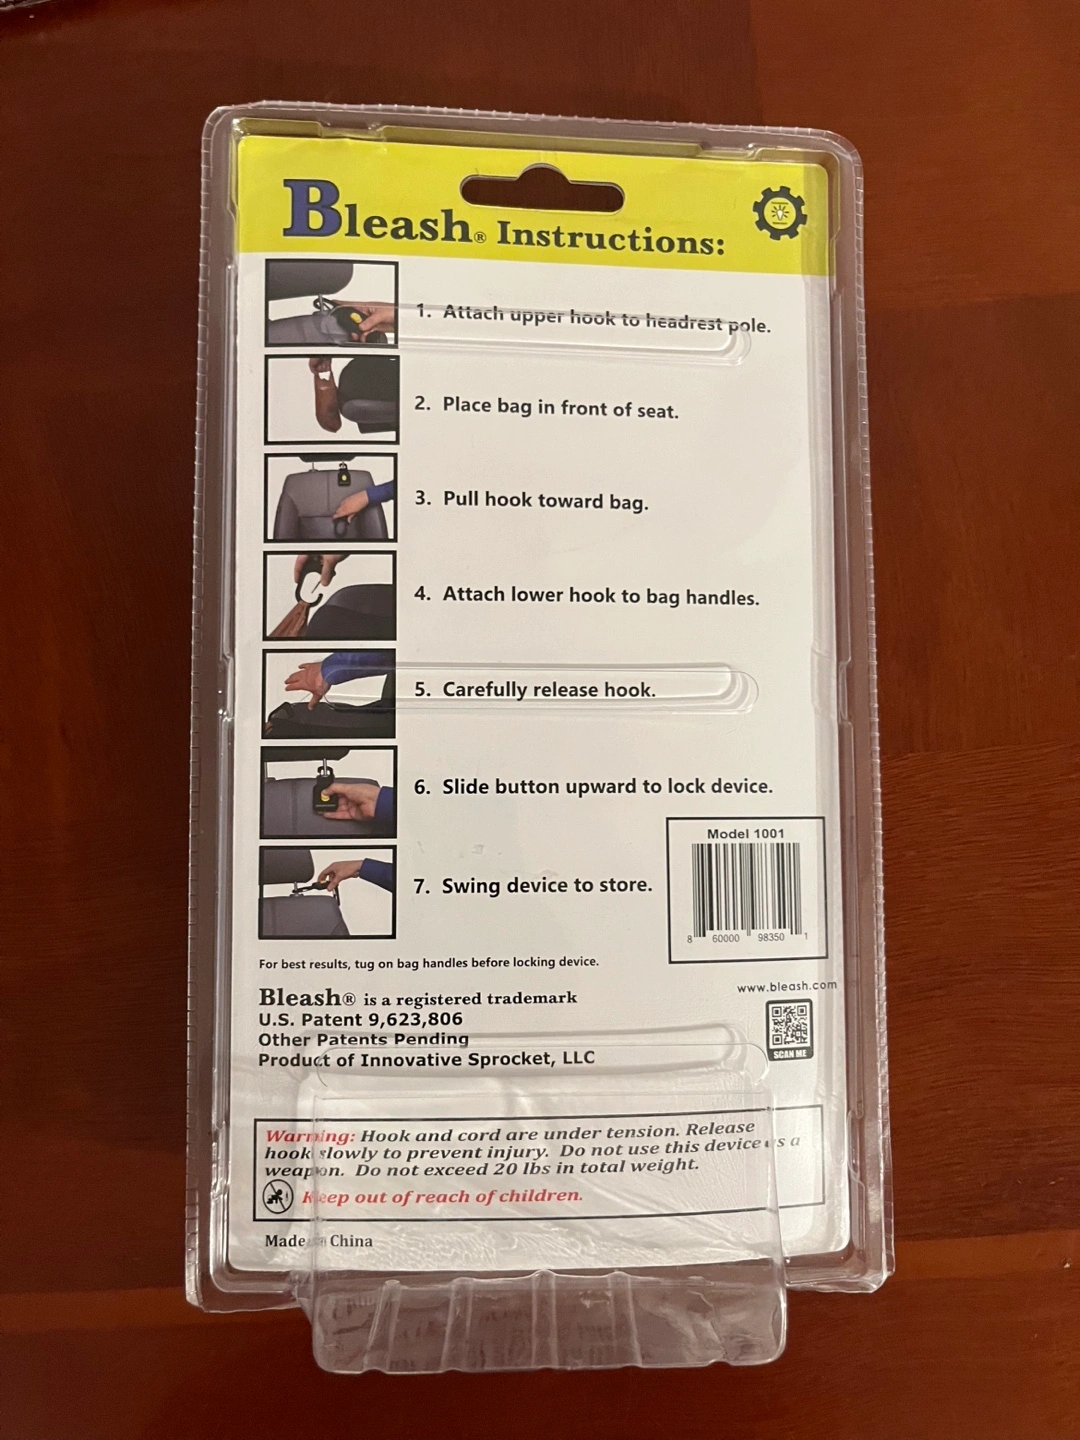 Bleash® Instructions:
1. Attach upper hook to headrest pole.
2. Place bag in front of seat.
3. Pull hook toward bag.
4. Attach lower hook to bag handles.
5. Carefully release hook.
6. Slide button upward to lock device.
Model 1001
7. Swing device to store.
8 60000 98350 1
For best results, tug on bag handles before locking device.
www.bleash.com
Bleash® is a registered trademark
U.S. Patent 9,623,806
Other Patents Pending
Product of Innovative Sprocket, LLC
SCAN ME
Warning: Hook and cord are under tension. Release
hook slowly to prevent injury. Do not use this device as a
weapon. Do not exceed 20 lbs in total weight.
Keep out of reach of children.
Made in China